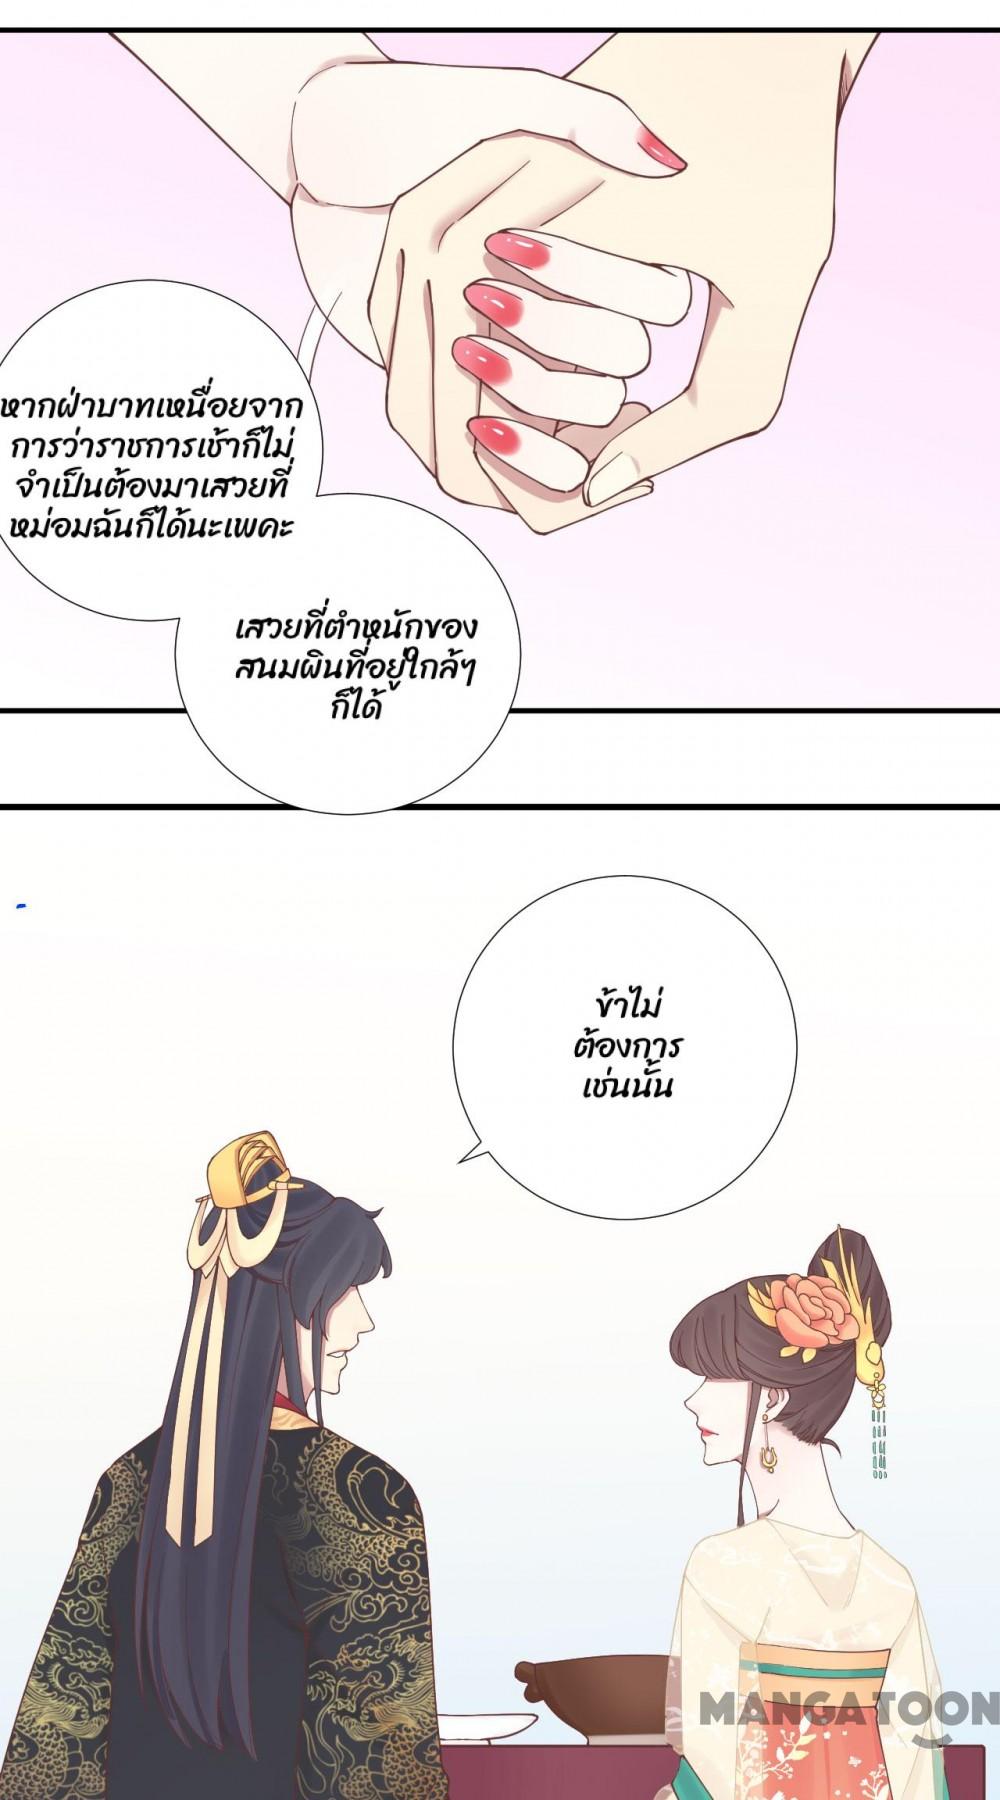 หากฝ่าบาทเหนื่อยจาก
การว่าราชการเช้าก็ไม่
จำเป็นต้องมาเสวยที่
หม่อมฉันก็ได้นะเพคะ
เสวยที่ตำหนักของ
สนมผินที่อยู่ใกล้ๆ
ก็ได้
ข้าไม่
ต้องการ
เช่นนั้น
MANGATOON